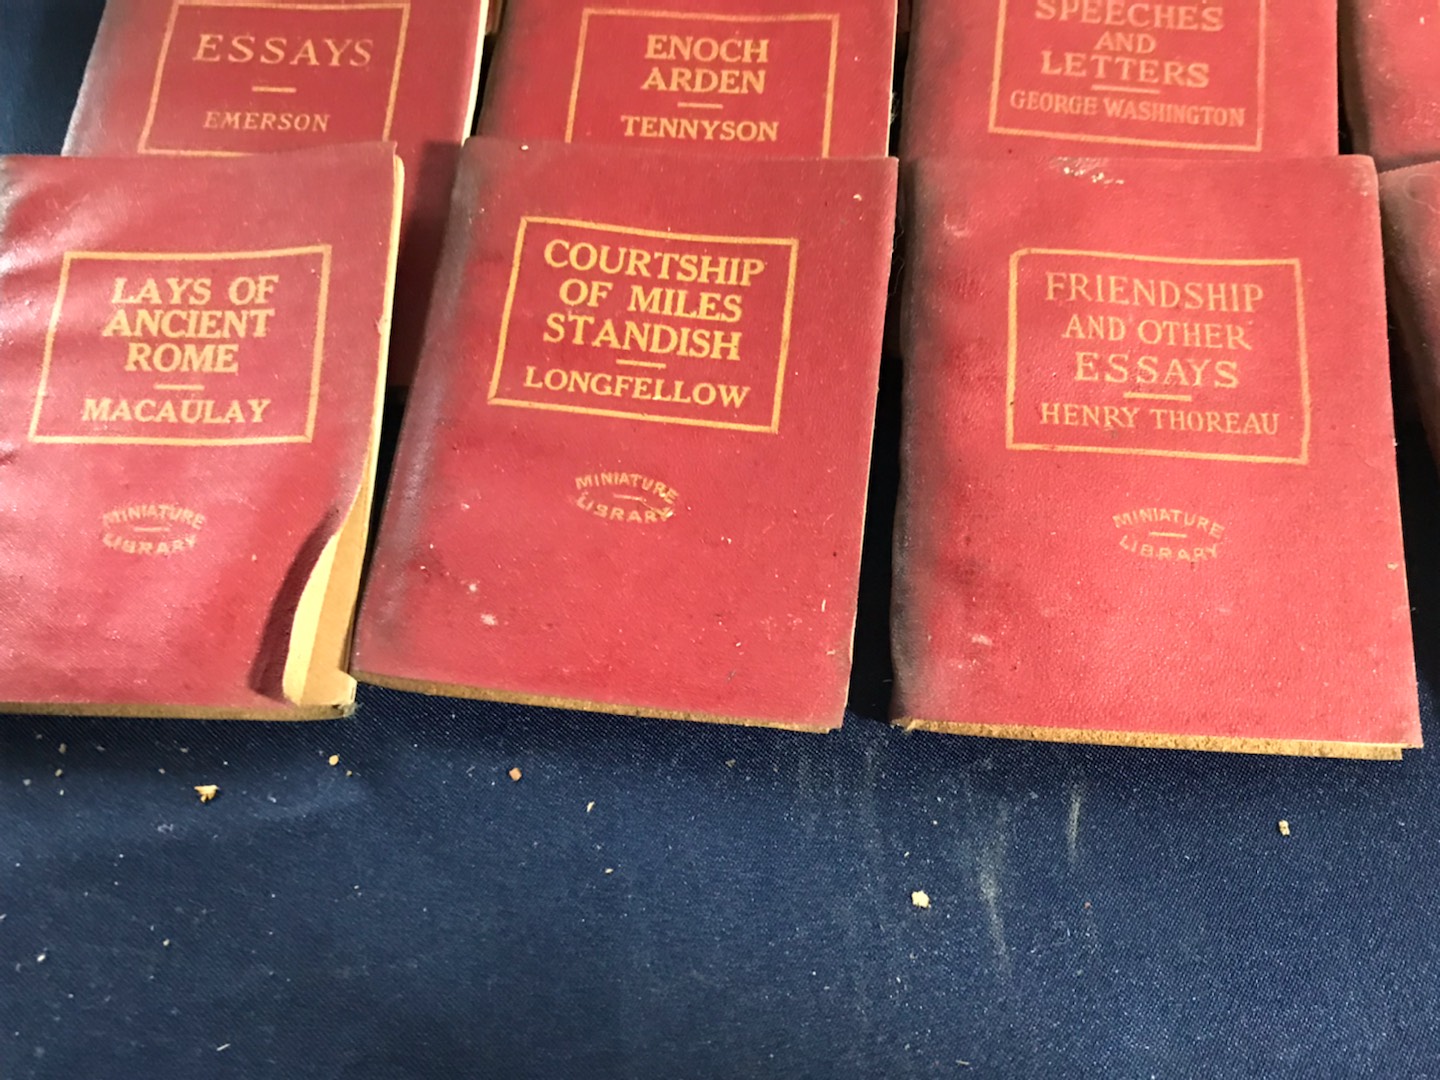 ESSAYS
EMERSON
ENOCH
ARDEN
TENNYSON
SPEECHES
AND
LETTERS
GEORGE WASHINGTON
LAYS OF
ANCIENT
ROME
MACAULAY
MINIATURE
LIBRARY
COURTSHIP
OF MILES
STANDISH
LONGFELLOW
MINIATURE
LIBRARY
FRIENDSHIP
AND OTHER
ESSAYS
HENRY THOREAU
MINIATURE
LIBRARY